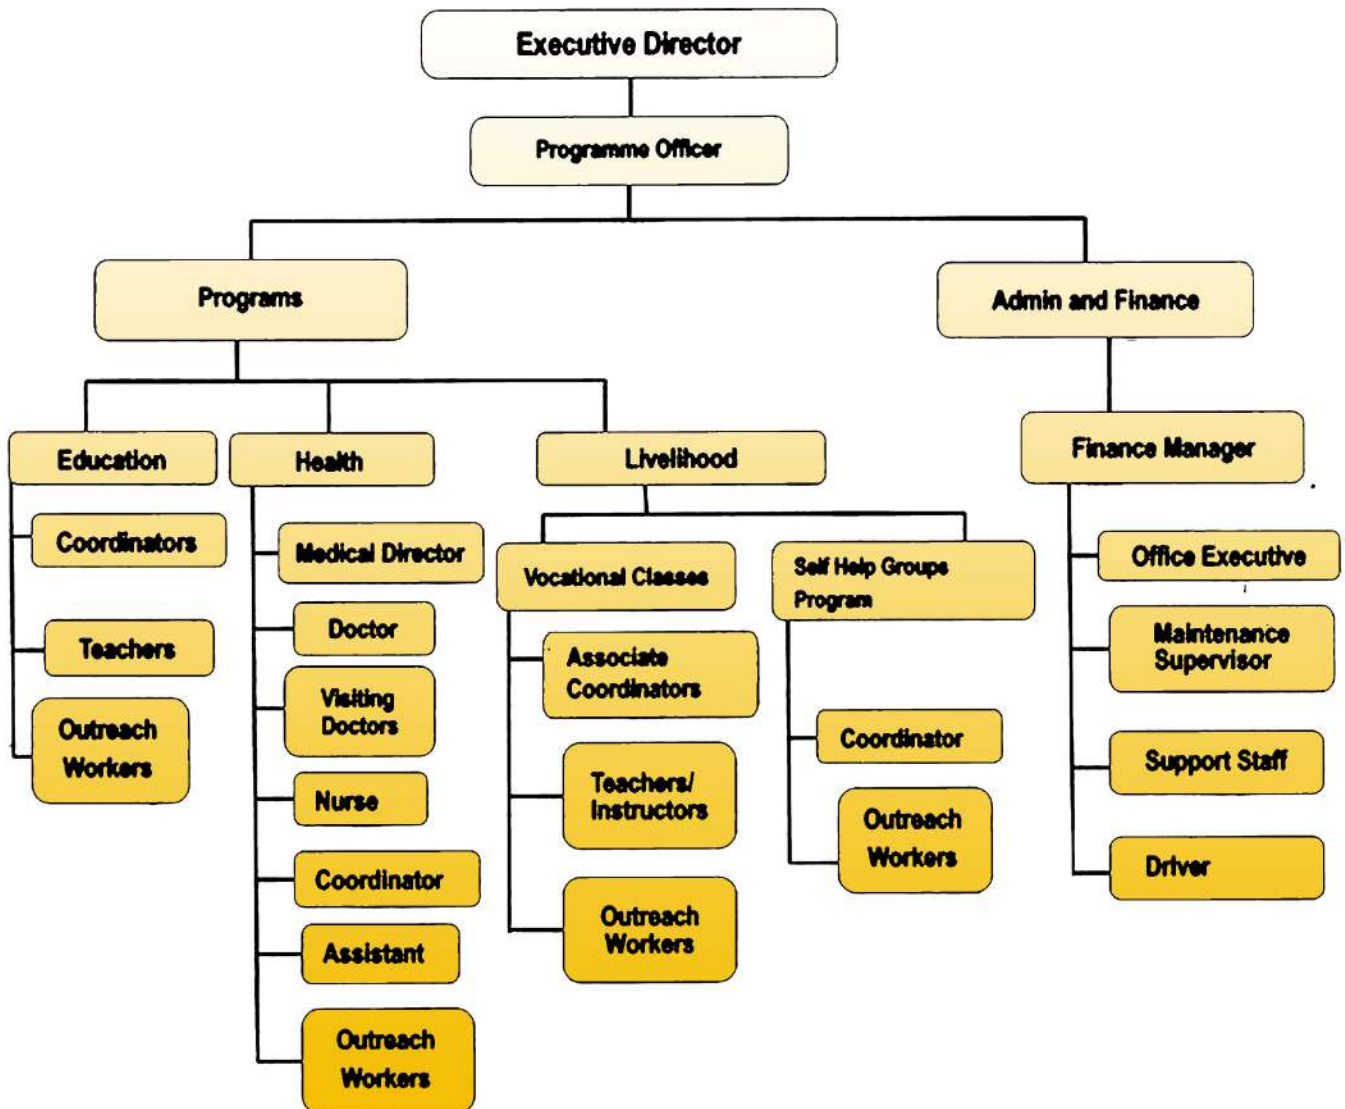 Executive Director
Programme Officer
Programs
Admin and Finance
Education
Health
Livelihood
Finance Manager
Coordinators
Teachers
Outreach
Workers
Medical Director
Doctor
Visiting
Doctors
Nurse
Coordinator
Assistant
Outreach
Workers
Vocational Classes
Associate
Coordinators
Teachers/
Instructors
Outreach
Workers
Self Help Groups
Program
Coordinator
Outreach
Workers
Office Executive
Maintenance
Supervisor
Support Staff
Driver